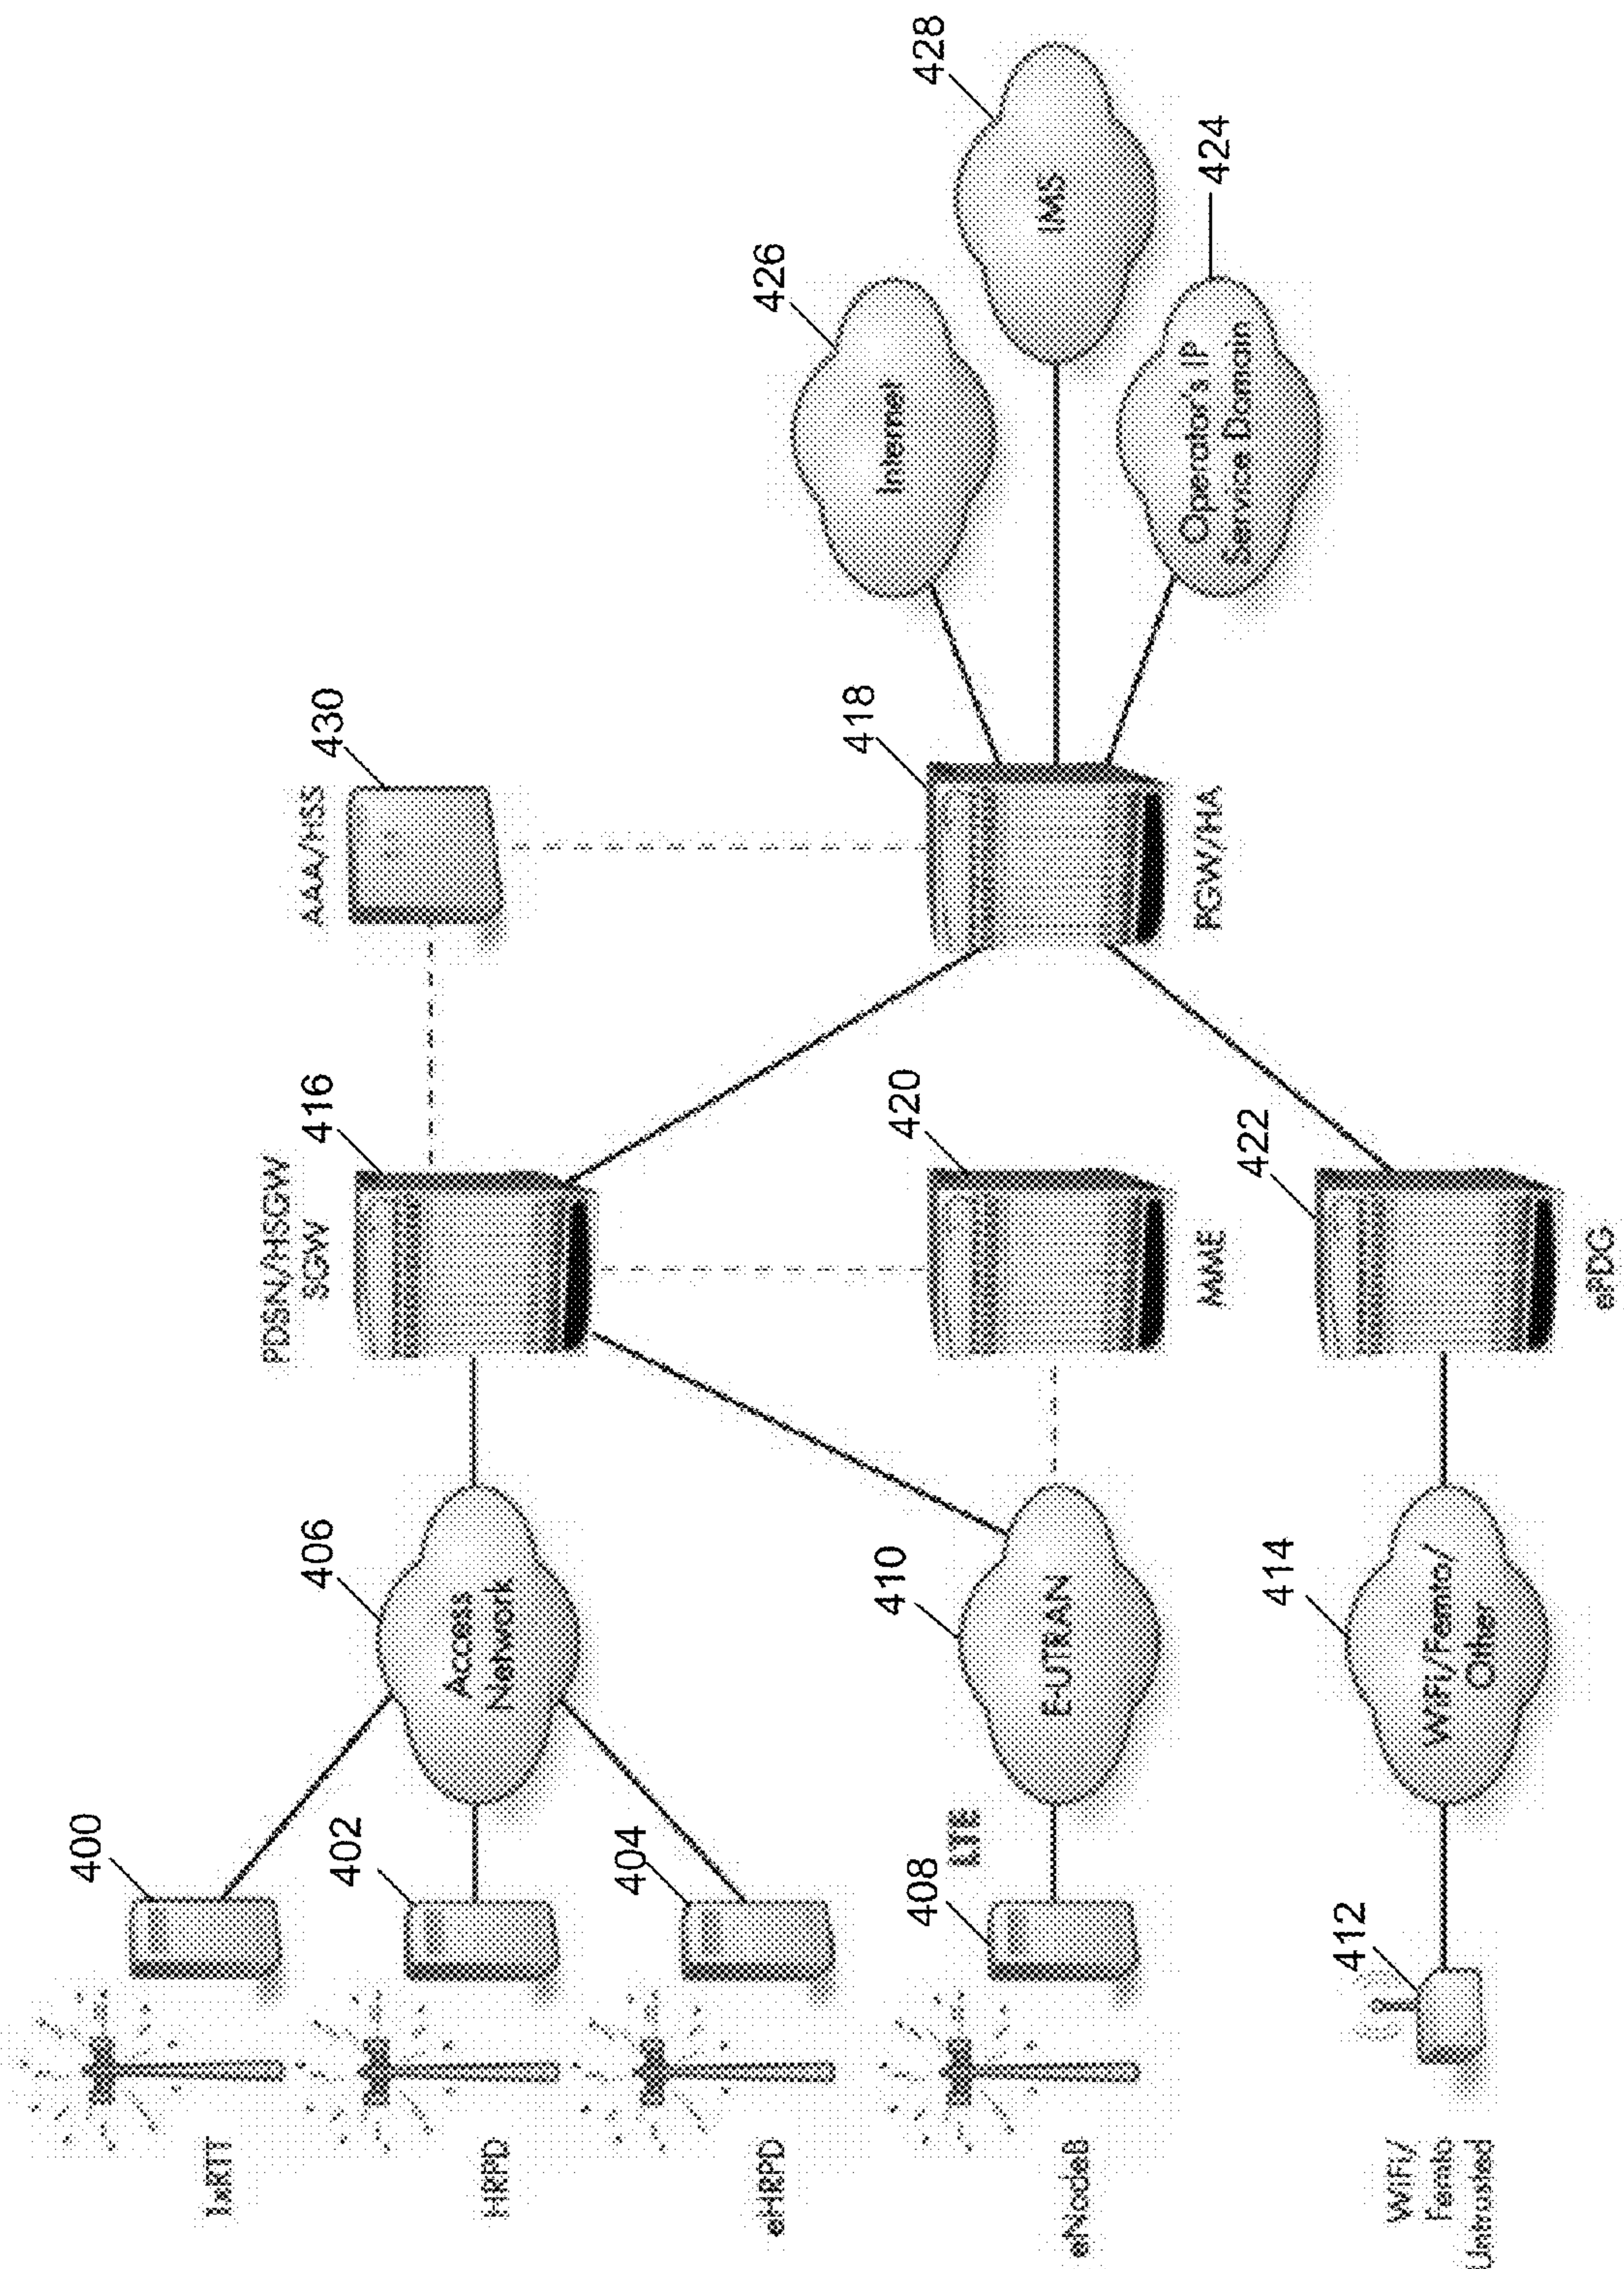 1xRTT
400
HRPD
402
eHRPD
404
Access
Network
406
PDSN/HSGW
SGW
416
AAA/HSS
430
eNodeB
408
LTE
E-UTRAN
410
MME
420
PGW/HA
418
Internet
426
IMS
428
Operator's IP
Service Domain
424
WiFi/
Femto
Untrusted
412
WiFi/Femto/
Other
414
ePDG
422